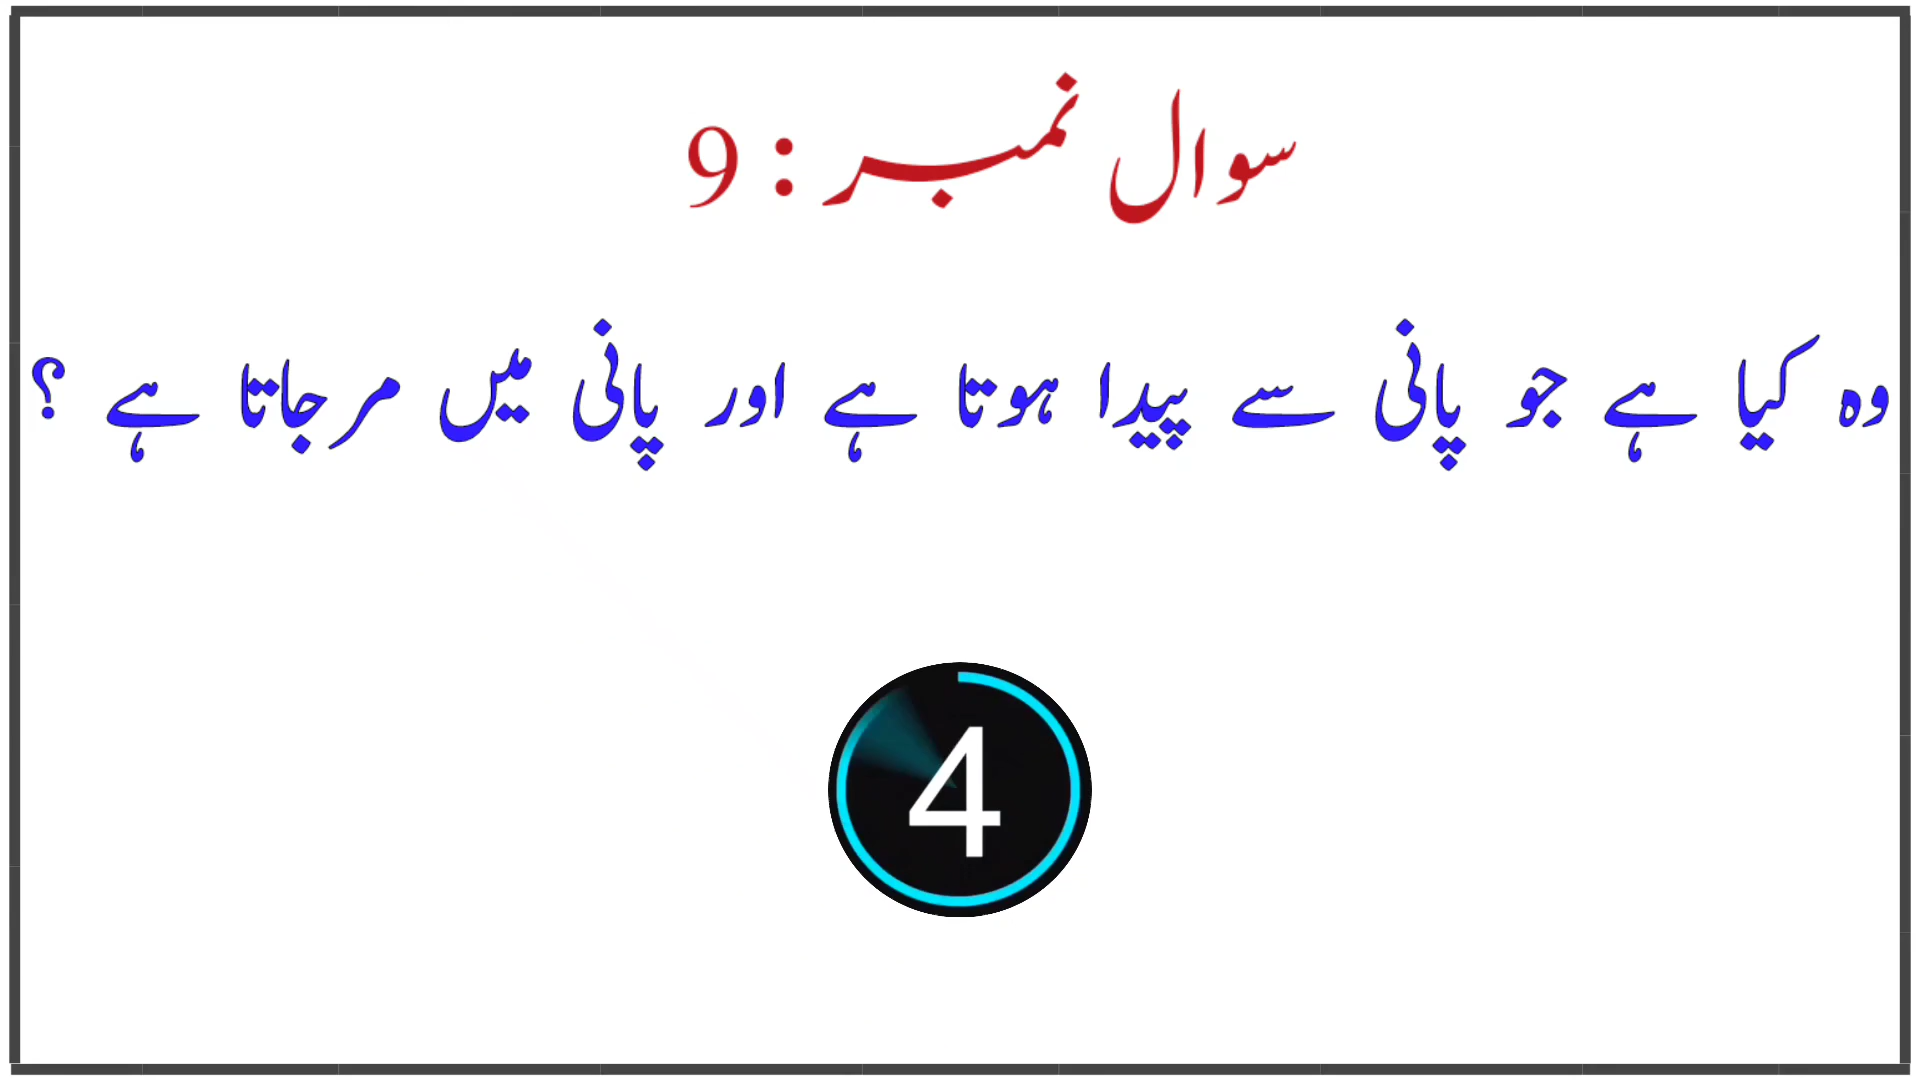 سوال نمبر : 9
وہ کیا ہے جو پانی سے پیدا ہوتا ہے اور پانی میں مرجاتا ہے ؟
4